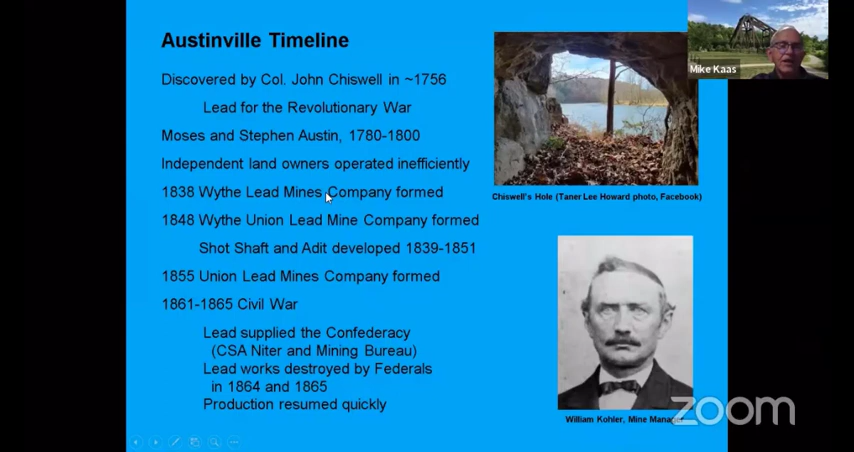 Austinville Timeline
Discovered by Col. John Chiswell in ~1756
Lead for the Revolutionary War
Moses and Stephen Austin, 1780-1800
Independent land owners operated inefficiently
1838 Wythe Lead Mines Company formed
1848 Wythe Union Lead Mine Company formed
Shot Shaft and Adit developed 1839-1851
1855 Union Lead Mines Company formed
1861-1865 Civil War
Lead supplied the Confederacy
(CSA Niter and Mining Bureau)
Lead works destroyed by Federals
in 1864 and 1865
Production resumed quickly
Mike Kaas
Chiswell's Hole (Taner Lee Howard photo, Facebook)
William Kohler, Mine Manager
zoom